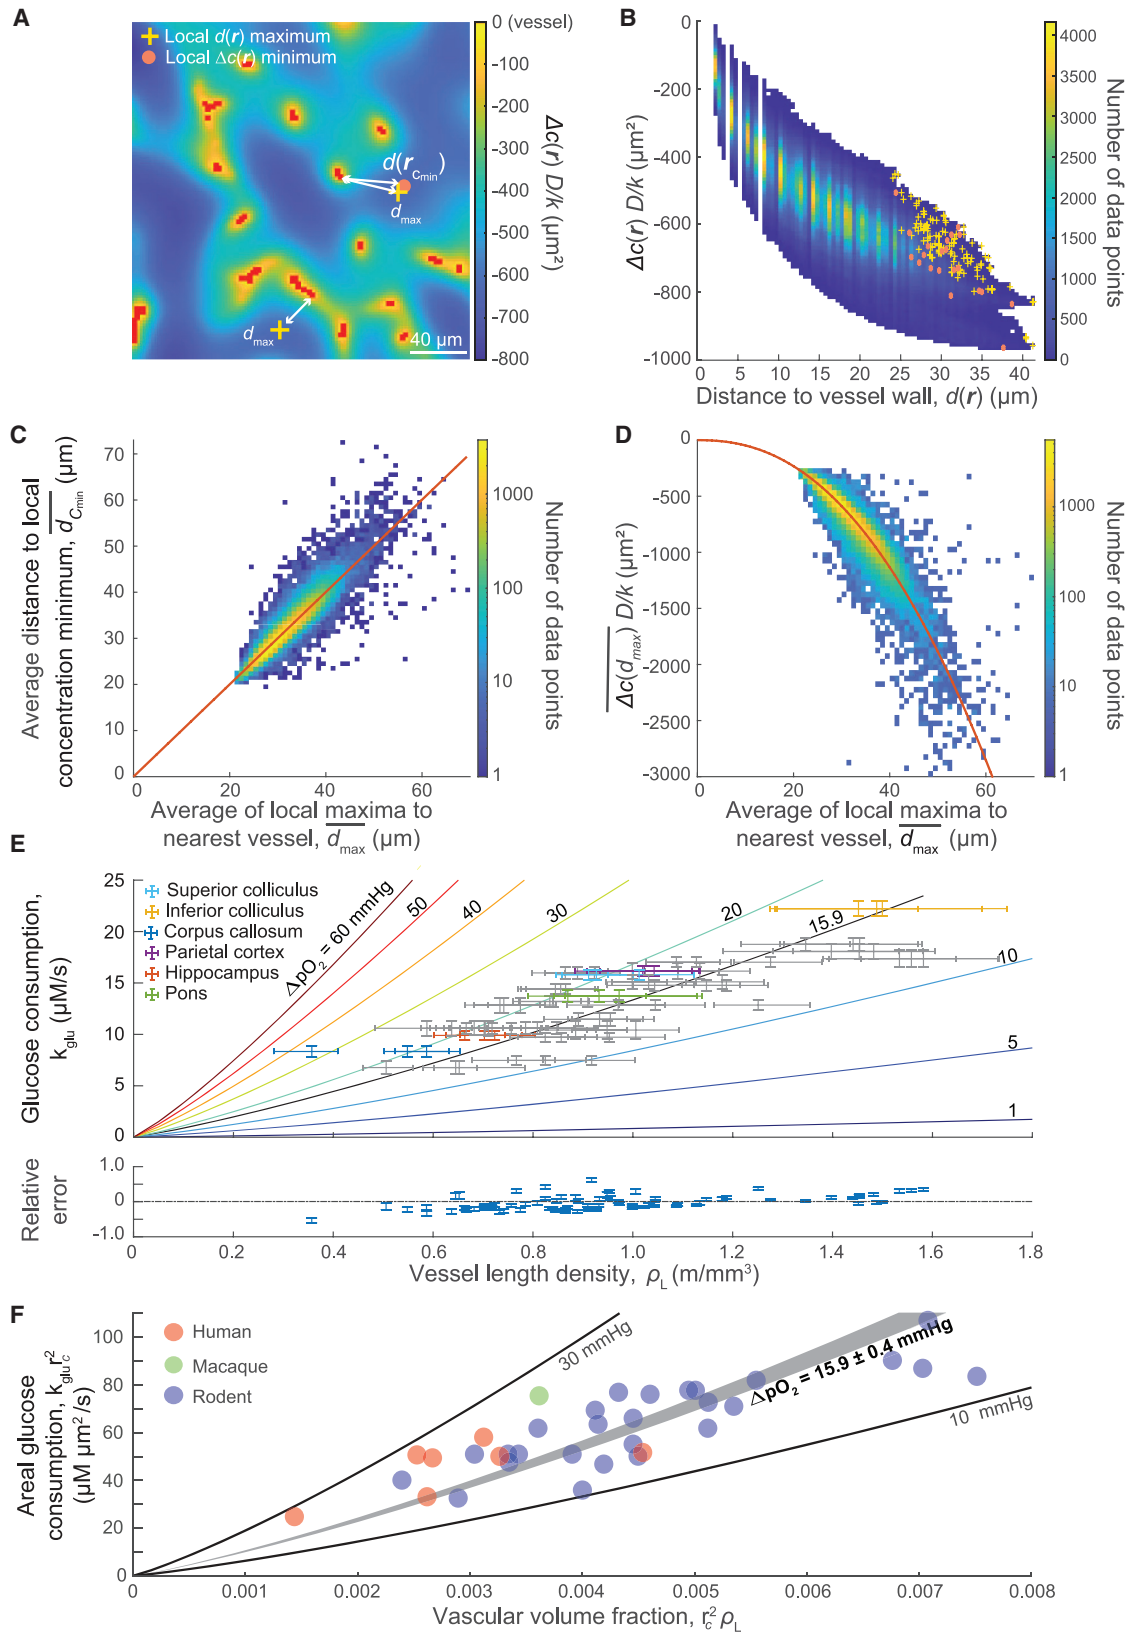 A
Local d(r) maximum
Local Δc(r) minimum
d(r_Cmin)
d_max
d_max
40 µm
0 (vessel)
-100
-200
-300
-400
-500
-600
-700
-800
Δc(r) D/k (µm²)
B
0
-200
-400
-600
-800
-1000
Δc(r) D/k (µm²)
0 5 10 15 20 25 30 35 40
Distance to vessel wall, d(r) (µm)
4000
3500
3000
2500
2000
1500
1000
500
0
Number of data points
C
70
60
50
40
30
20
10
0
Average distance to local
concentration minimum, d_Cmin (µm)
0 20 40 60
Average of local maxima to
nearest vessel, d_max (µm)
1000
100
10
1
Number of data points
D
0
-500
-1000
-1500
-2000
-2500
-3000
Δc(d_max) D/k (µm²)
0 20 40 60
Average of local maxima to
nearest vessel, d_max (µm)
1000
100
10
1
Number of data points
E
25
20
15
10
5
0
Glucose consumption,
k_glu (µM/s)
Superior colliculus
Inferior colliculus
Corpus callosum
Parietal cortex
Hippocampus
Pons
ΔpO₂ = 60 mmHg
50
40
30
20
15.9
10
5
1
Relative
error
1.0
0
-1.0
0 0.2 0.4 0.6 0.8 1.0 1.2 1.4 1.6 1.8
Vessel length density, ρ_L (m/mm³)
F
100
80
60
40
20
0
Areal glucose
consumption, k_glu r_c²
(µM µm²/s)
Human
Macaque
Rodent
30 mmHg
ΔpO₂ = 15.9 ± 0.4 mmHg
10 mmHg
0 0.001 0.002 0.003 0.004 0.005 0.006 0.007 0.008
Vascular volume fraction, r_c² ρ_L